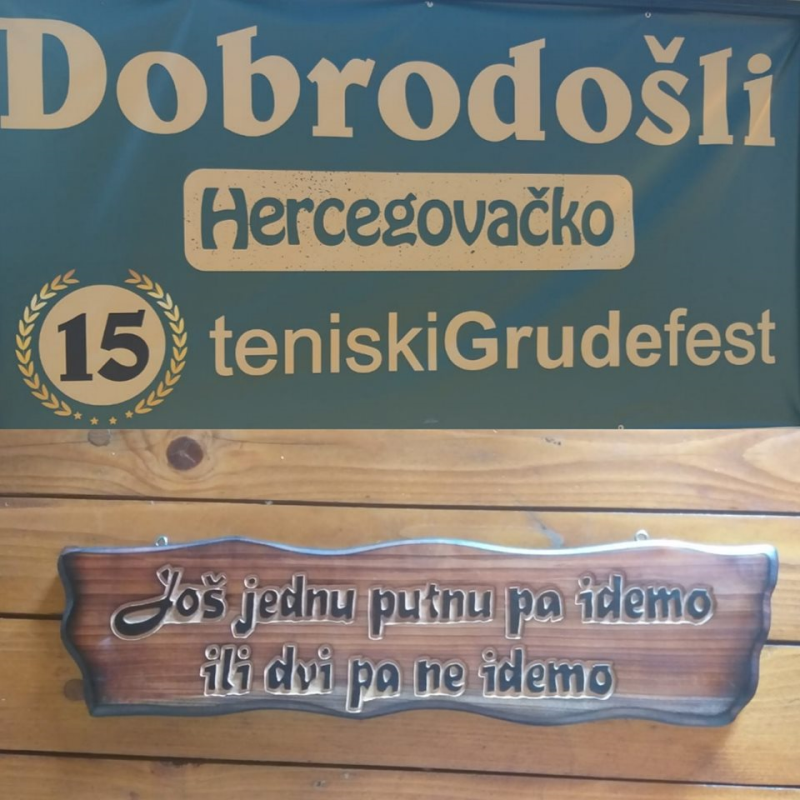 Dobrodošli
Hercegovačko
15
teniskiGrudefest
Još jednu putnu pa idemo
ili dvi pa ne idemo